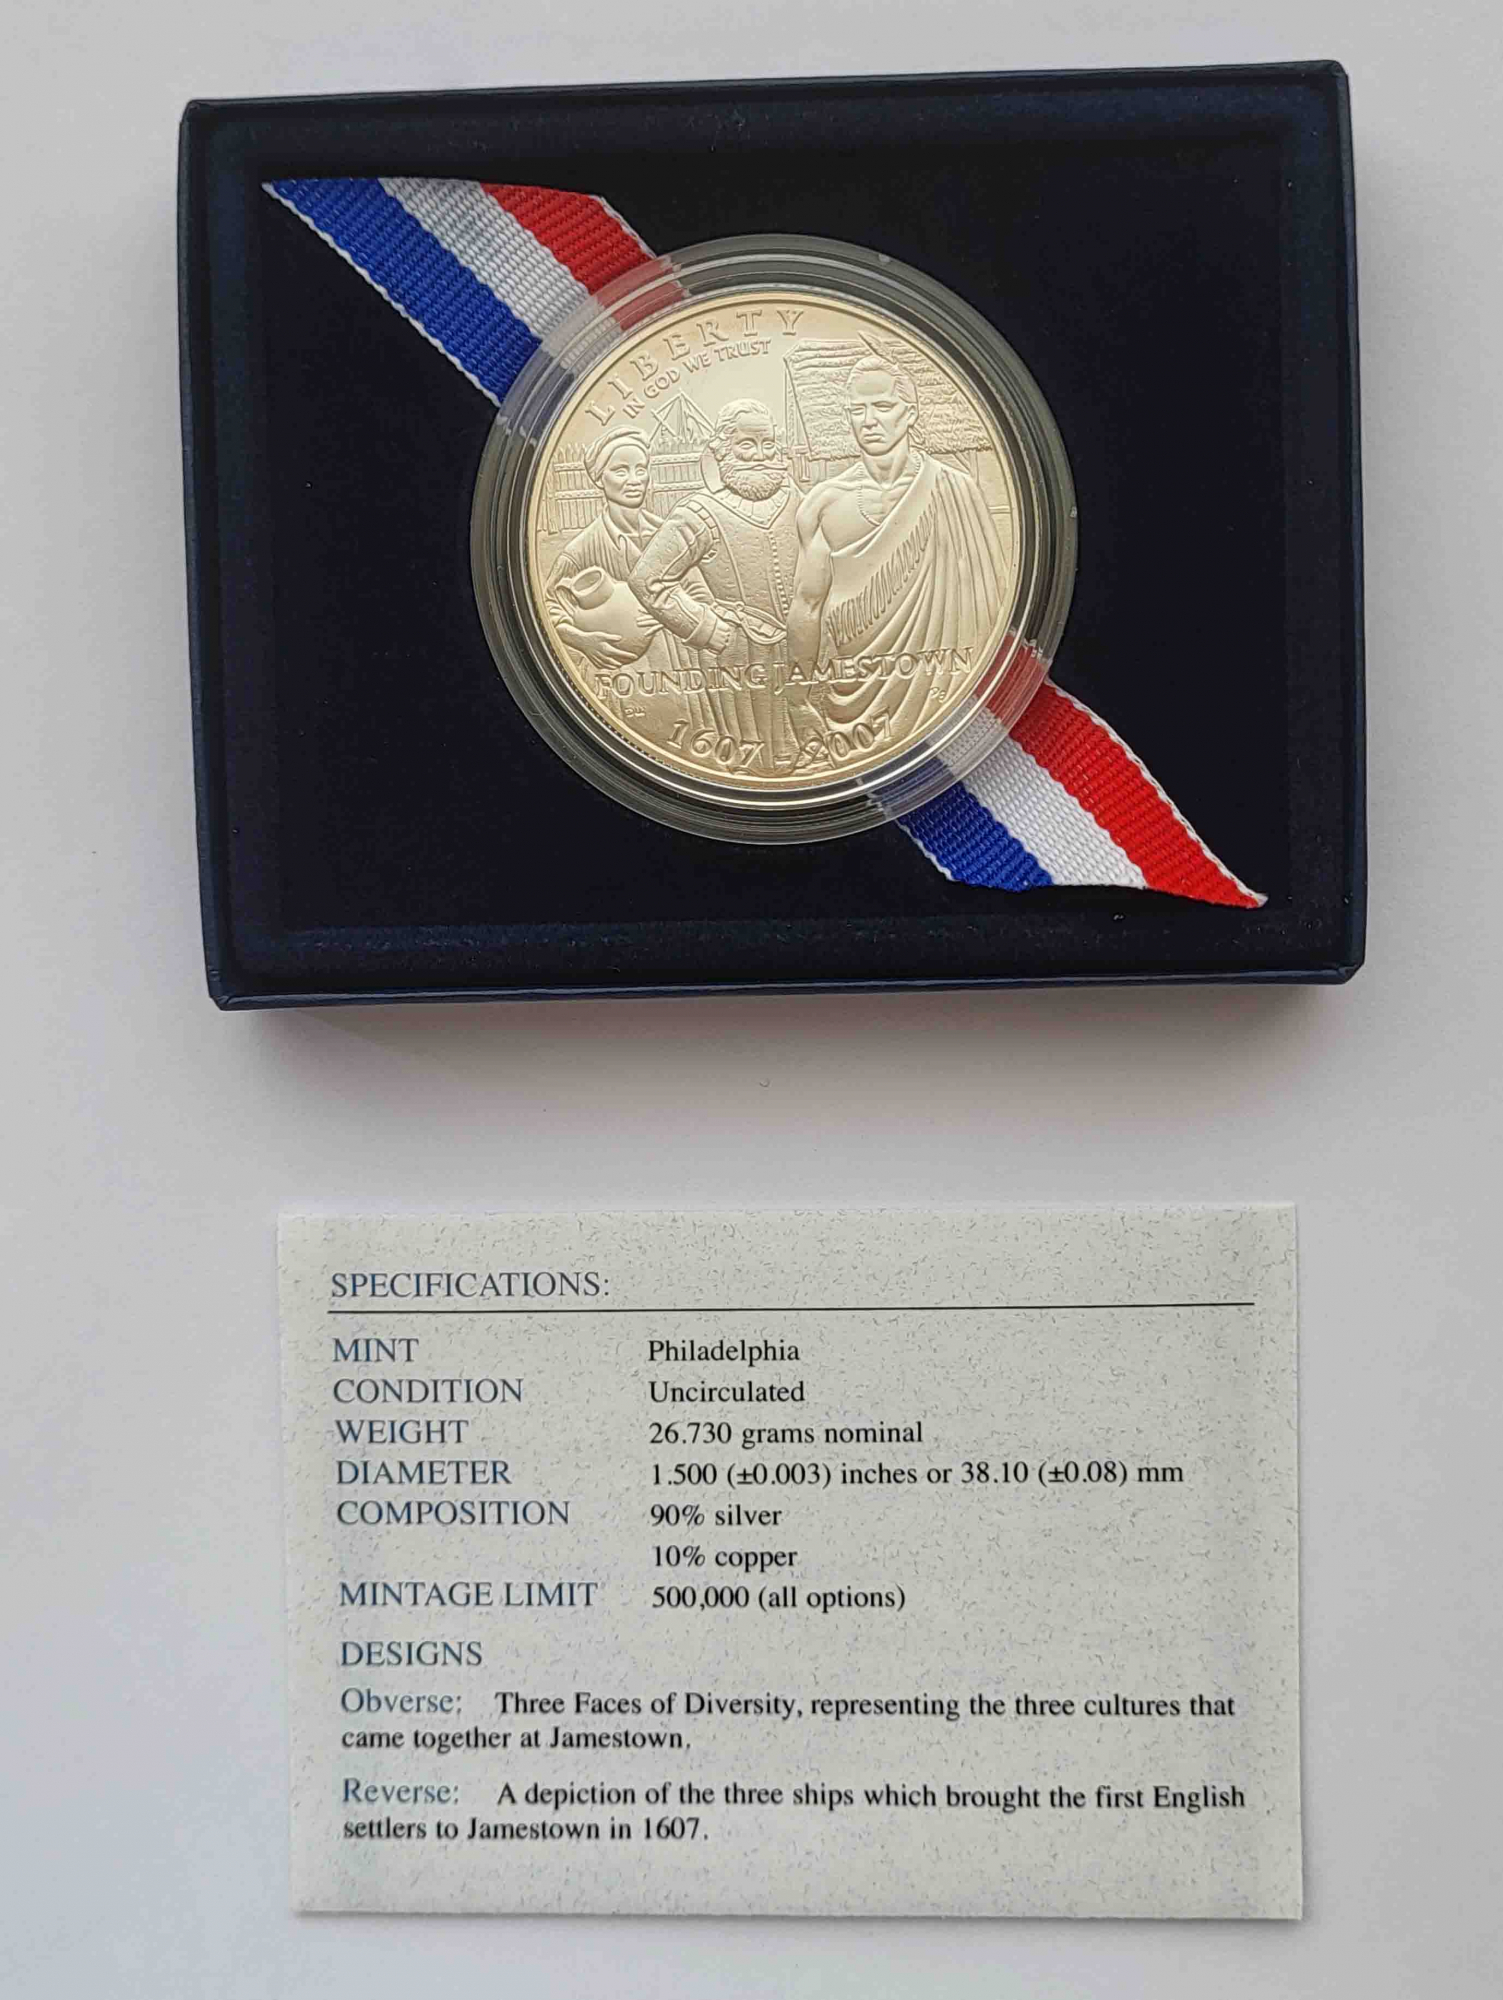 LIBERTY
IN GOD WE TRUST
FOUNDING JAMESTOWN
1607 - 2007
SPECIFICATIONS:
MINT Philadelphia
CONDITION Uncirculated
WEIGHT 26.730 grams nominal
DIAMETER 1.500 (±0.003) inches or 38.10 (±0.08) mm
COMPOSITION 90% silver
10% copper
MINTAGE LIMIT 500,000 (all options)
DESIGNS
Obverse: Three Faces of Diversity, representing the three cultures that
came together at Jamestown.
Reverse: A depiction of the three ships which brought the first English
settlers to Jamestown in 1607.